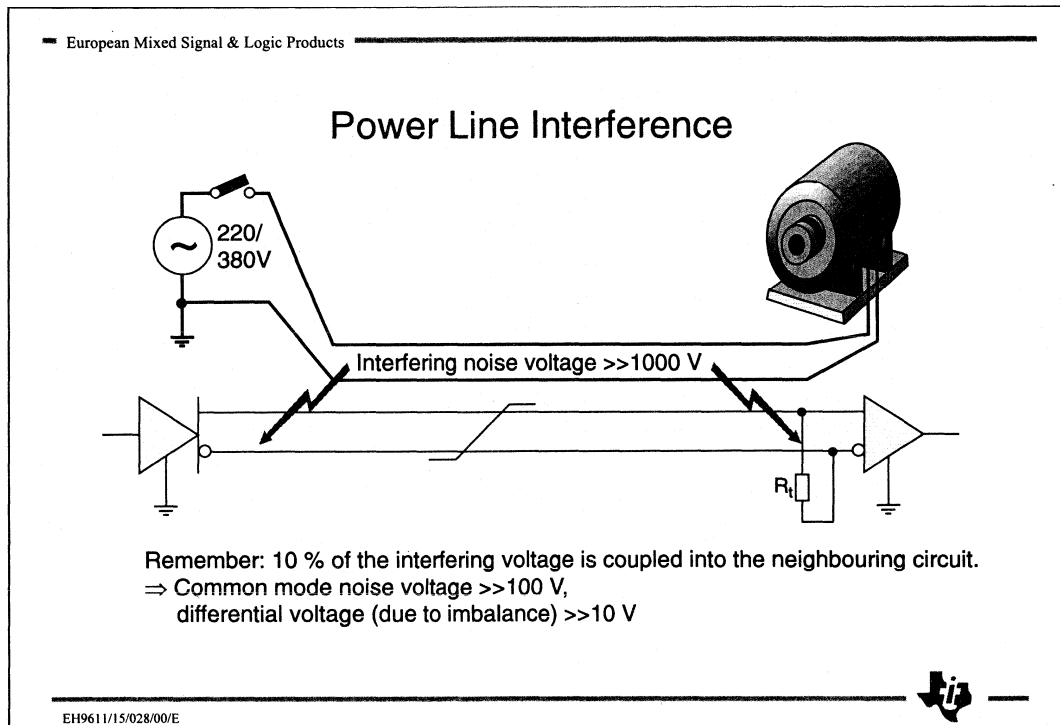 European Mixed Signal & Logic Products
Power Line Interference
220/
380V
~
Interfering noise voltage >>1000 V
Rt
Remember: 10 % of the interfering voltage is coupled into the neighbouring circuit.
⇒ Common mode noise voltage >>100 V,
differential voltage (due to imbalance) >>10 V
ti
EH9611/15/028/00/E